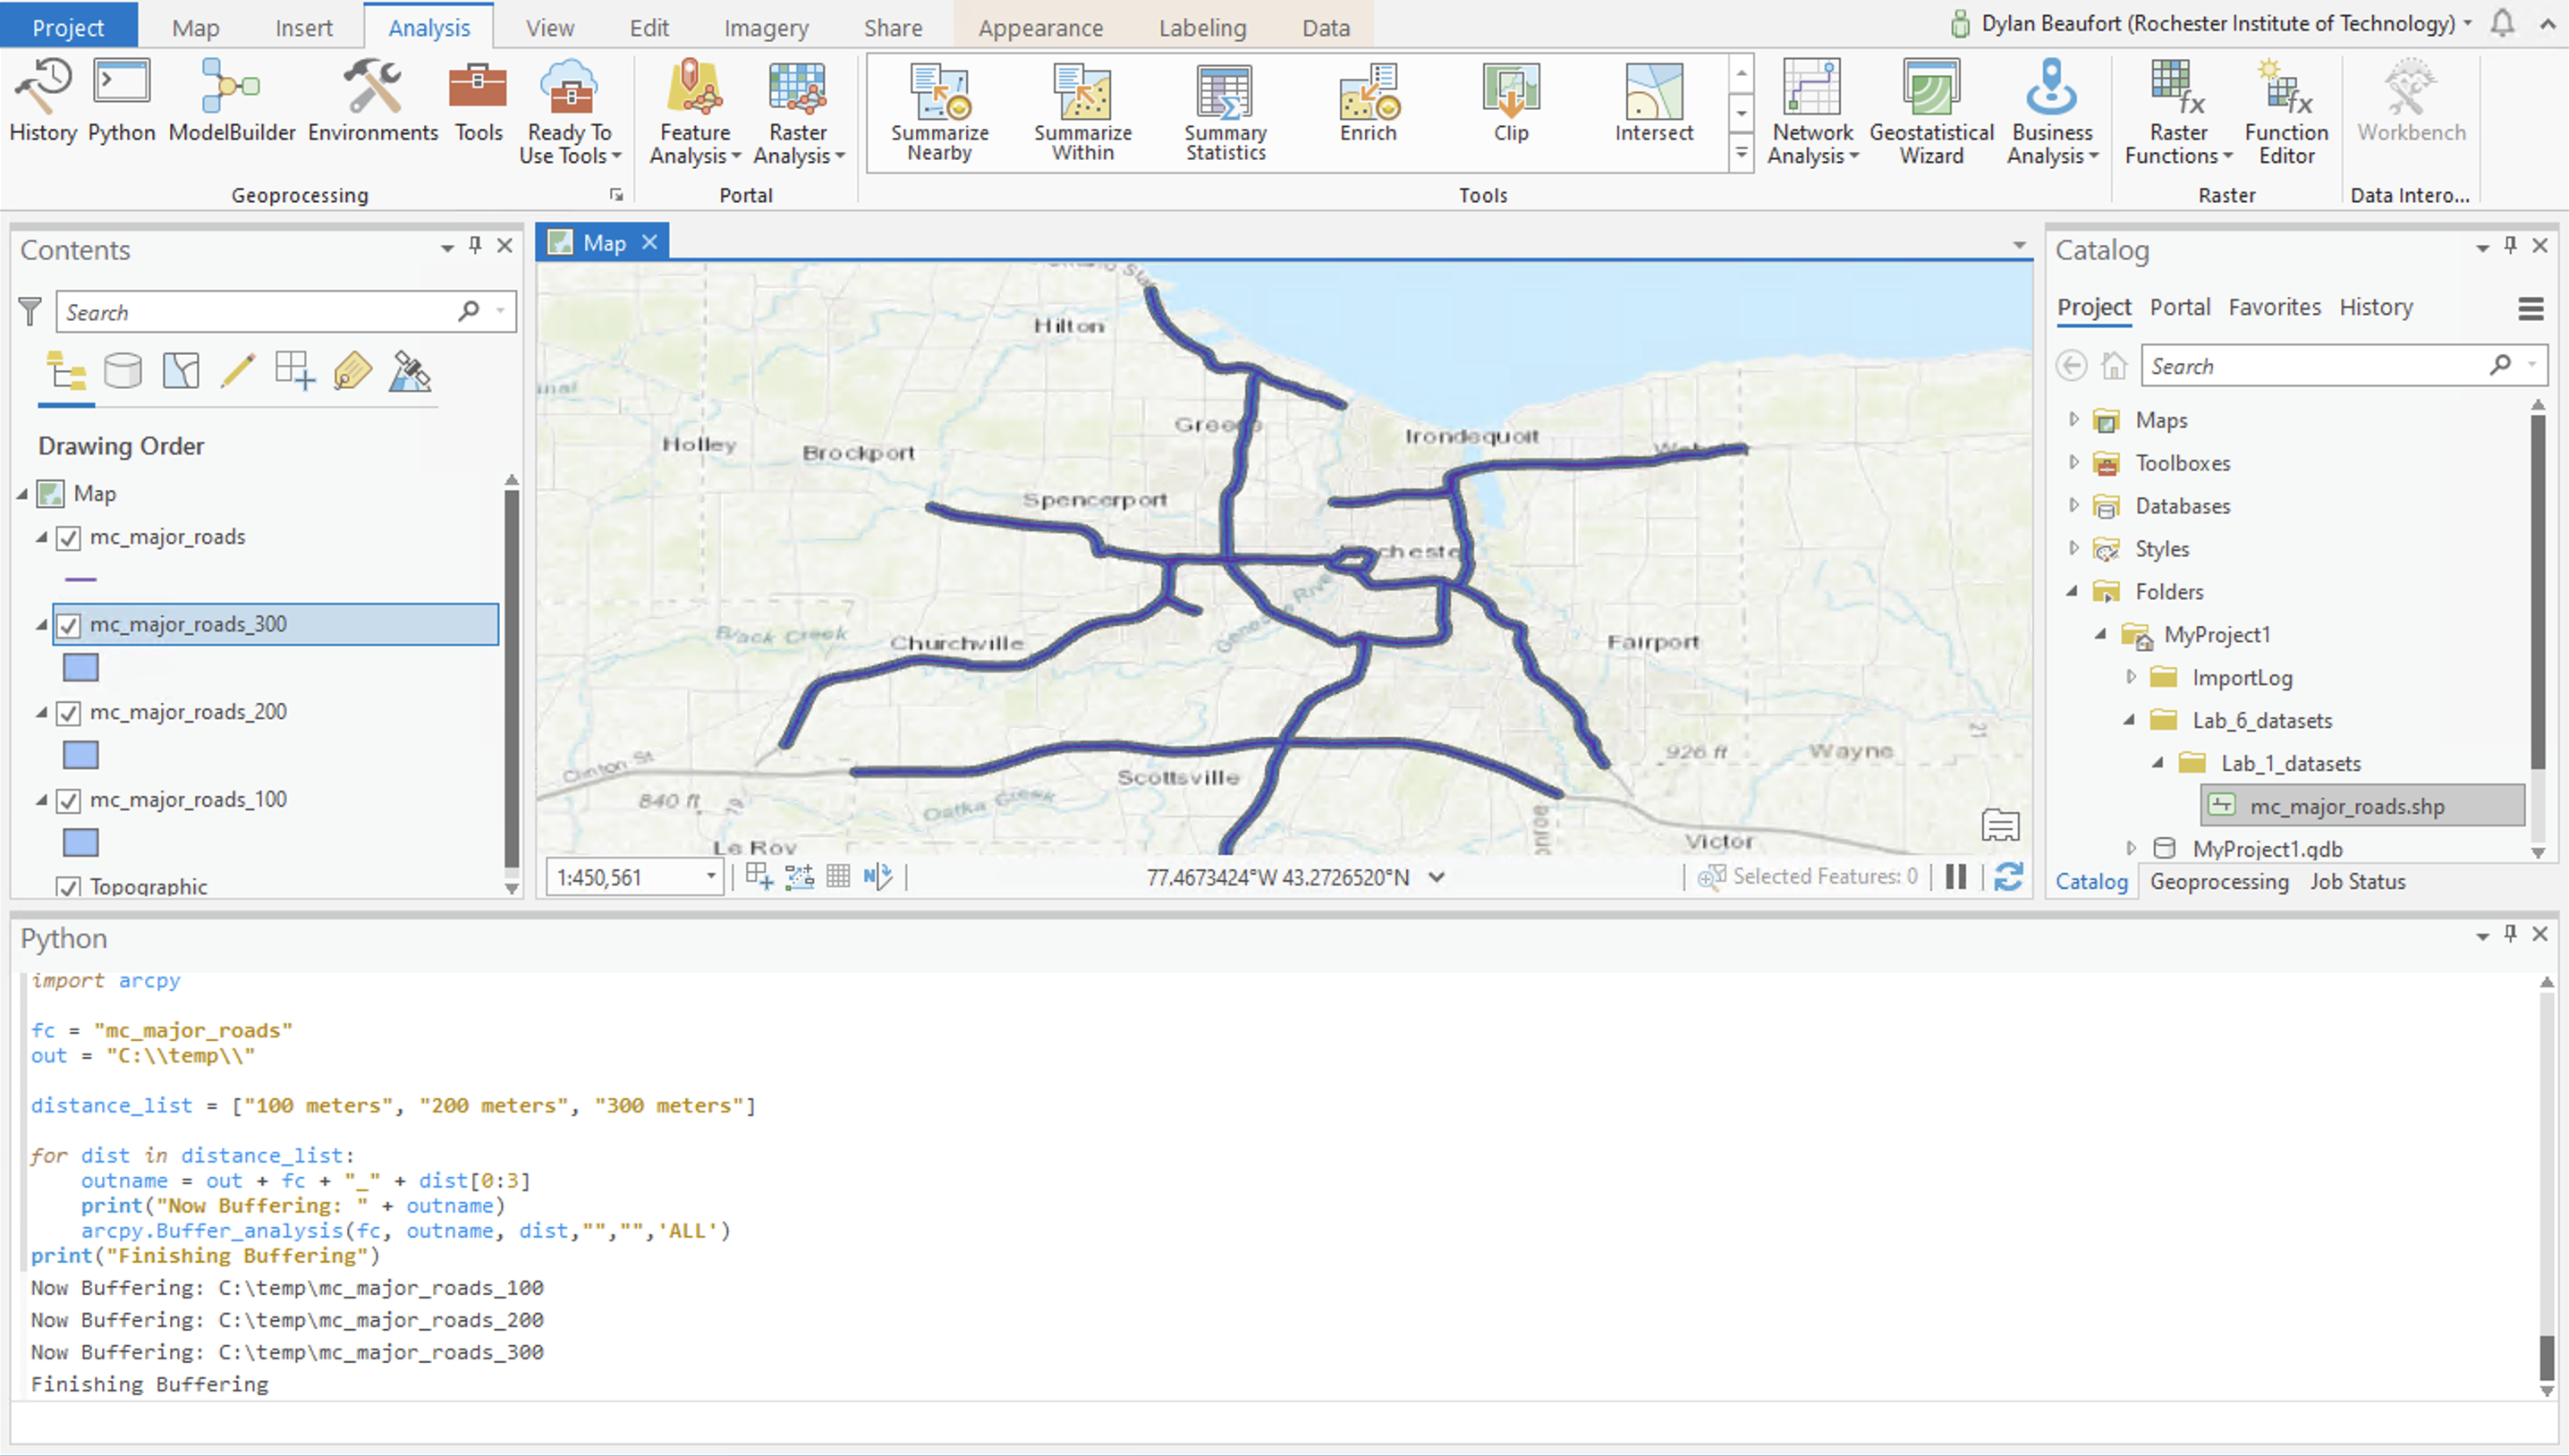 Project Map Insert Analysis View Edit Imagery Share Appearance Labeling Data Dylan Beaufort (Rochester Institute of Technology)
History Python ModelBuilder Environments Tools Ready To Use Tools Feature Analysis Raster Analysis Summarize Nearby Summarize Within Summary Statistics Enrich Clip Intersect Network Analysis Geostatistical Wizard Business Analysis Raster Functions Function Editor Workbench
Geoprocessing Portal Tools Raster Data Intero...
Contents
Search
Drawing Order
Map
mc_major_roads
mc_major_roads_300
mc_major_roads_200
mc_major_roads_100
Topographic
Map
Hilton
Holley
Brockport
Irondequoit
Spencerport
Black Creek
Churchville
Genesee River
Fairport
Clinton St
840 ft
19
Scottsville
Oatka Creek
926 ft
Wayne
21
Le Roy
Victor
1:450,561
77.4673424°W 43.2726520°N
Selected Features: 0
Catalog
Project Portal Favorites History
Search
Maps
Toolboxes
Databases
Styles
Folders
MyProject1
ImportLog
Lab_6_datasets
Lab_1_datasets
mc_major_roads.shp
MyProject1.gdb
Catalog Geoprocessing Job Status
Python
import arcpy
fc = "mc_major_roads"
out = "C:\\temp\\"
distance_list = ["100 meters", "200 meters", "300 meters"]
for dist in distance_list:
    outname = out + fc + "_" + dist[0:3]
    print("Now Buffering: " + outname)
    arcpy.Buffer_analysis(fc, outname, dist,"","",'ALL')
print("Finishing Buffering")
Now Buffering: C:\temp\mc_major_roads_100
Now Buffering: C:\temp\mc_major_roads_200
Now Buffering: C:\temp\mc_major_roads_300
Finishing Buffering